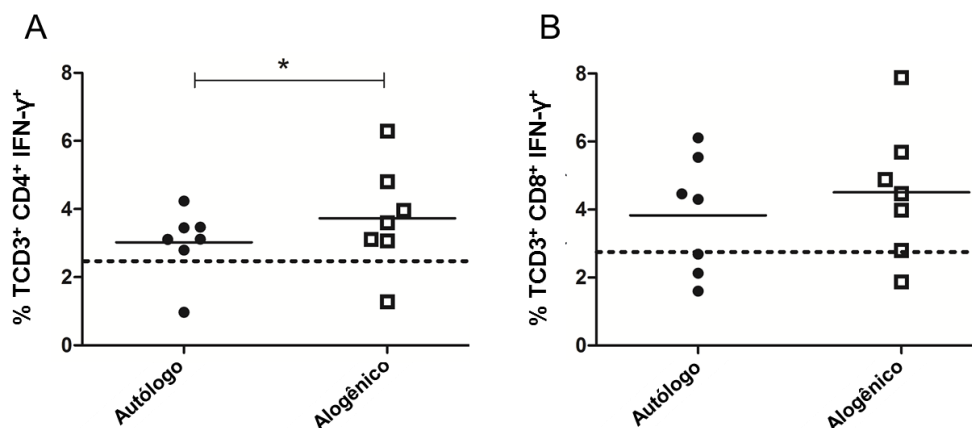 A
% TCD3⁺ CD4⁺ IFN-γ⁺
8
6
4
2
0
*
Autólogo
Alogênico
B
% TCD3⁺ CD8⁺ IFN-γ⁺
8
6
4
2
0
Autólogo
Alogênico